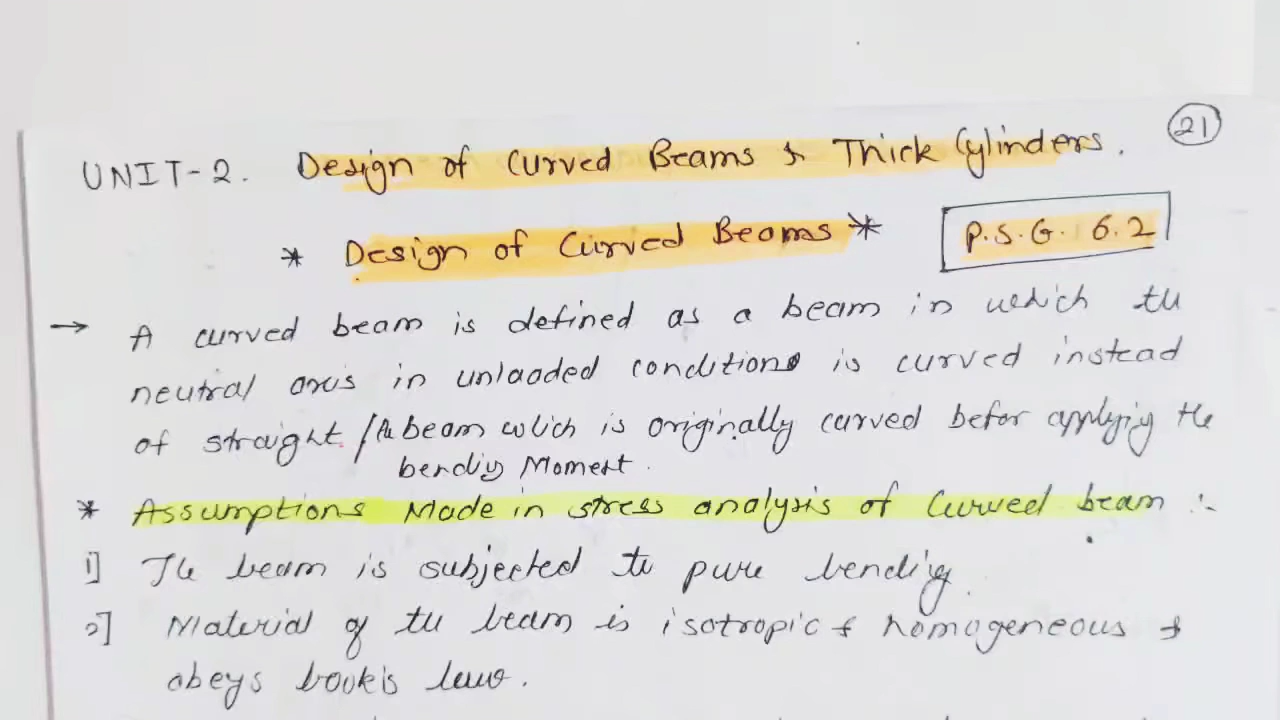 21
UNIT-2. Design of Curved Beams & Thick Cylinders.
* Design of Curved Beams *
P.S.G. 6.2
→ A curved beam is defined as a beam in which the
neutral axis in unloaded conditions is curved instead
of straight. / A beam which is originally curved befor applying the
bending Moment.
* Assumptions Made in stress analysis of Curved beam :-
1] The beam is subjected to pure bending.
2] Material of the beam is isotropic & homogeneous &
obeys hook's law.